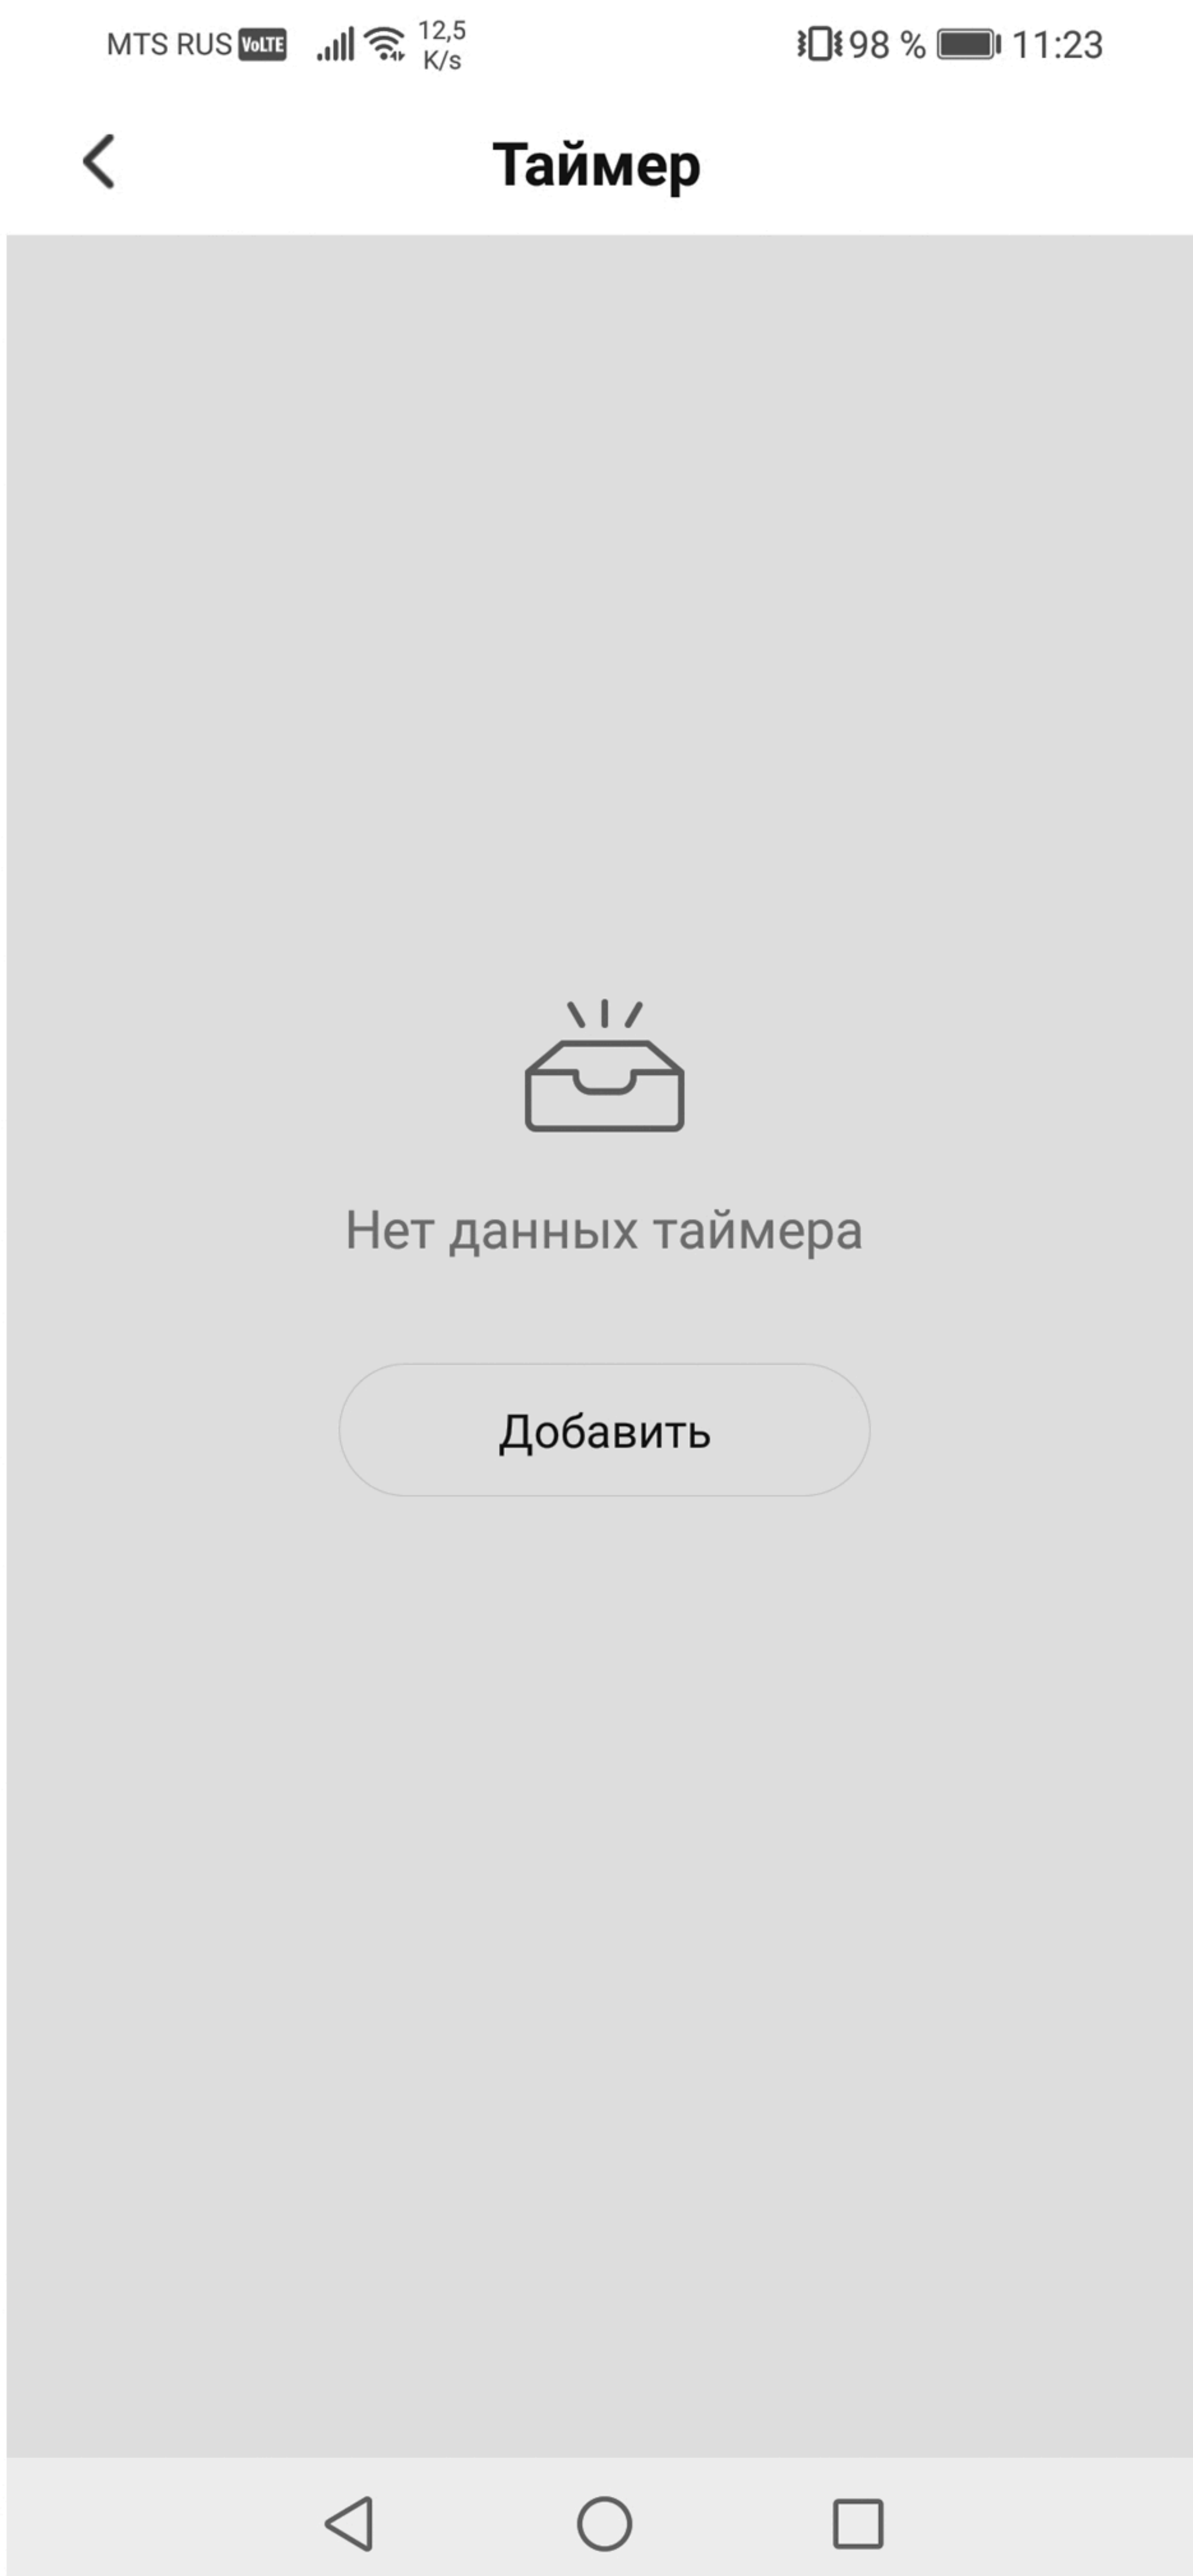 MTS RUS VoLTE 12,5 K/s 98 % 11:23
Таймер
Нет данных таймера
Добавить